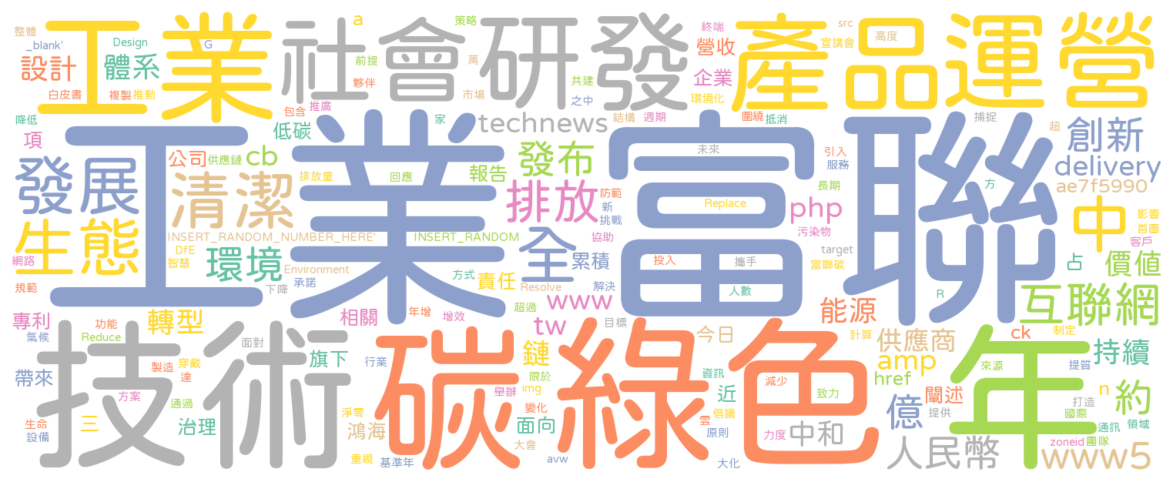 整體
_blank'
工業
Design
G
a
社會
研發
策略
前提
夥伴
萬
市場
共建
之中
終端
營收
企業
環境化
src
宣講會
高度
產品
運營
設計
體系
白皮書
複製
推動
包含
推廣
technews
結構
週期
圍繞
抵消
捕捉
超
創新
降低
項
低碳
家
工業富聯
未來
引入
服務
delivery
ae7f5990
發展
公司
供應鏈
cb
清潔
排放量
回應
報告
發布
排放
防範
新
挑戰
Replace
長期
php
污染物
方
中
影響
首圖
客戶
生態
INSERT_RANDOM_NUMBER_HERE'
INSERT_RANDOM
協助
target
網路
DfE
智慧
環境
Environment
承諾
下降
方式
責任
Resolve
全
累積
投入
攜手
富聯碳
占
價值
規範
解決
人數
www
超過
R
互聯網
能源
專利
氣候
功能
Reduce
轉型
相關
年增
增效
tw
目標
今日
計算
供應商
ck
制定
面對
技術
旗下
行業
碳
鏈
綠色
資訊
減少
amp
href
來源
年
持續
提質
帶來
製造
穿戴
達
限於
img
舉辦
近
倡議
致力
闡述
n
約
方案
通過
淨零
變化
打造
國際
生命
設備
三
治理
鴻海
面向
雲
原則
力度
中和
億
提供
通訊
領域
重視
基準年
大會
avw
大化
人民幣
zoneid
團隊
www5